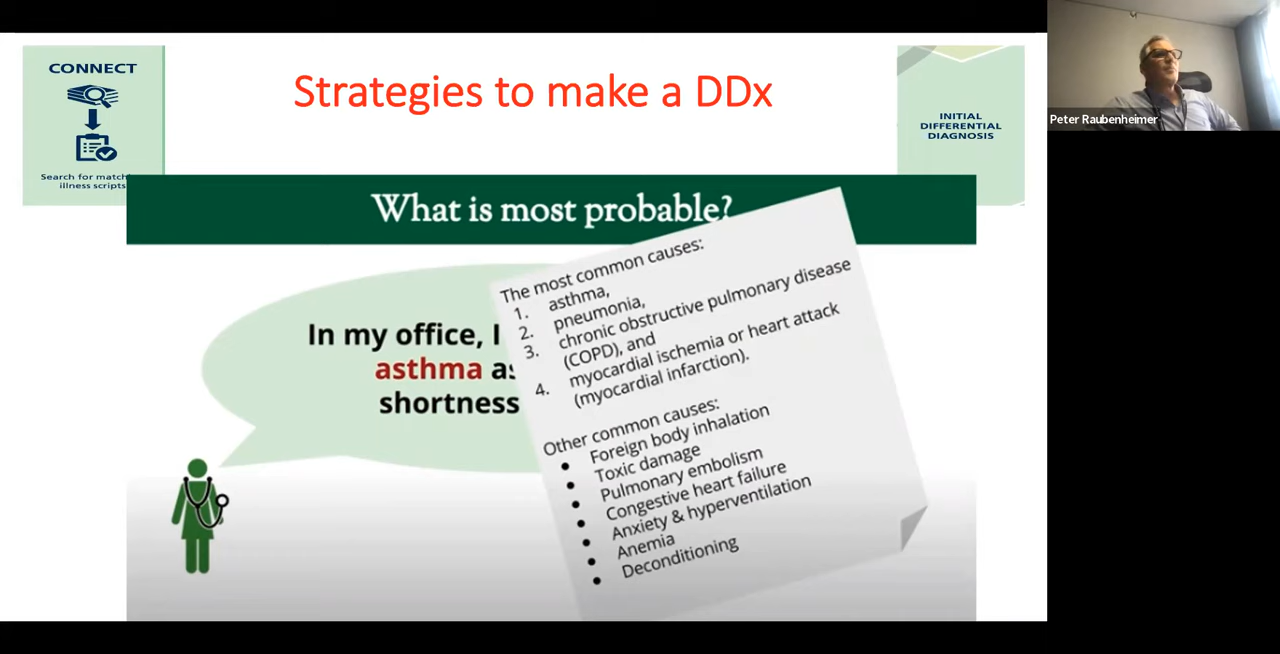 CONNECT
Search for match
illness scripts
Strategies to make a DDx
INITIAL
DIFFERENTIAL
DIAGNOSIS
Peter Raubenheimer
What is most probable?
In my office, I
asthma as
shortness
The most common causes:
1. asthma,
2. pneumonia,
3. chronic obstructive pulmonary disease
(COPD), and
4. myocardial ischemia or heart attack
(myocardial infarction).
Other common causes:
• Foreign body inhalation
• Toxic damage
• Pulmonary embolism
• Congestive heart failure
• Anxiety & hyperventilation
• Anemia
• Deconditioning